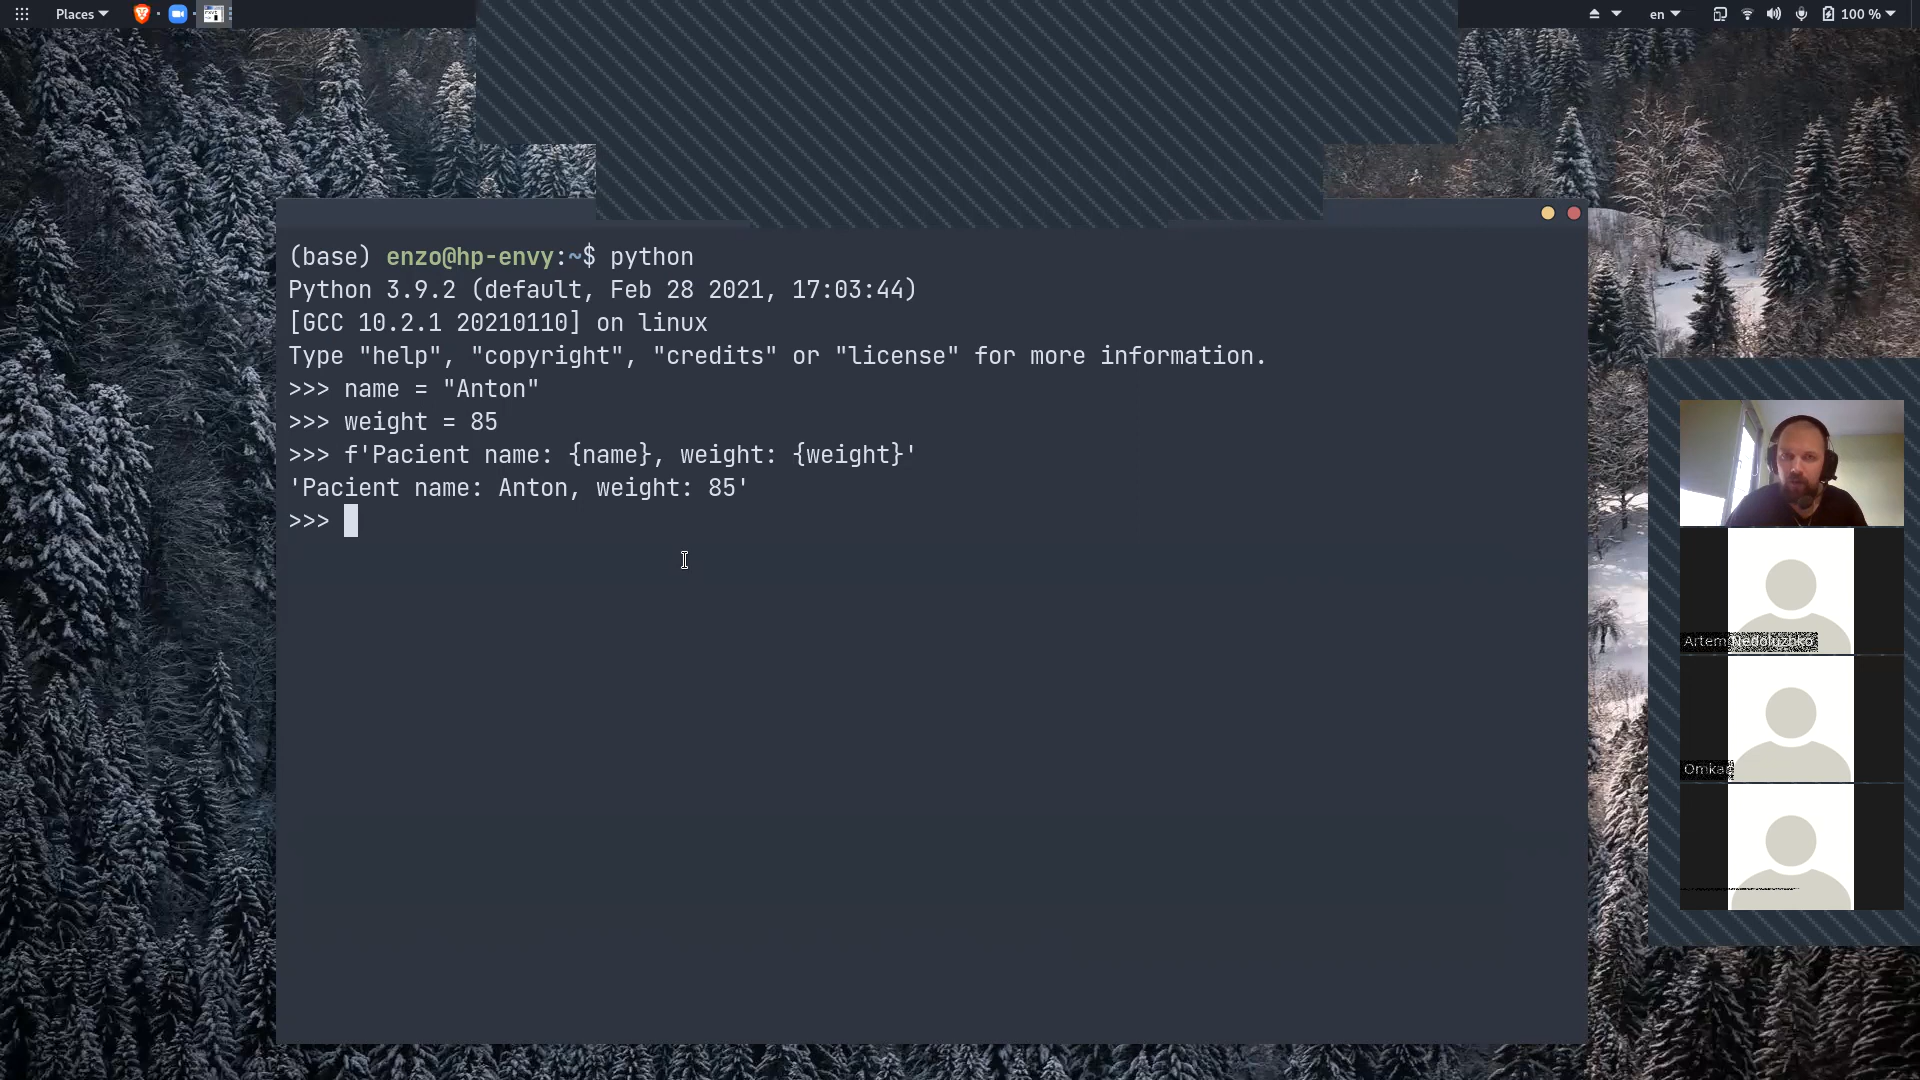 Places
en
100 %
(base) enzo@hp-envy:~$ python
Python 3.9.2 (default, Feb 28 2021, 17:03:44)
[GCC 10.2.1 20210110] on linux
Type "help", "copyright", "credits" or "license" for more information.
>>> name = "Anton"
>>> weight = 85
>>> f'Pacient name: {name}, weight: {weight}'
'Pacient name: Anton, weight: 85'
>>>
Artem Nedoluzhko
Omkar